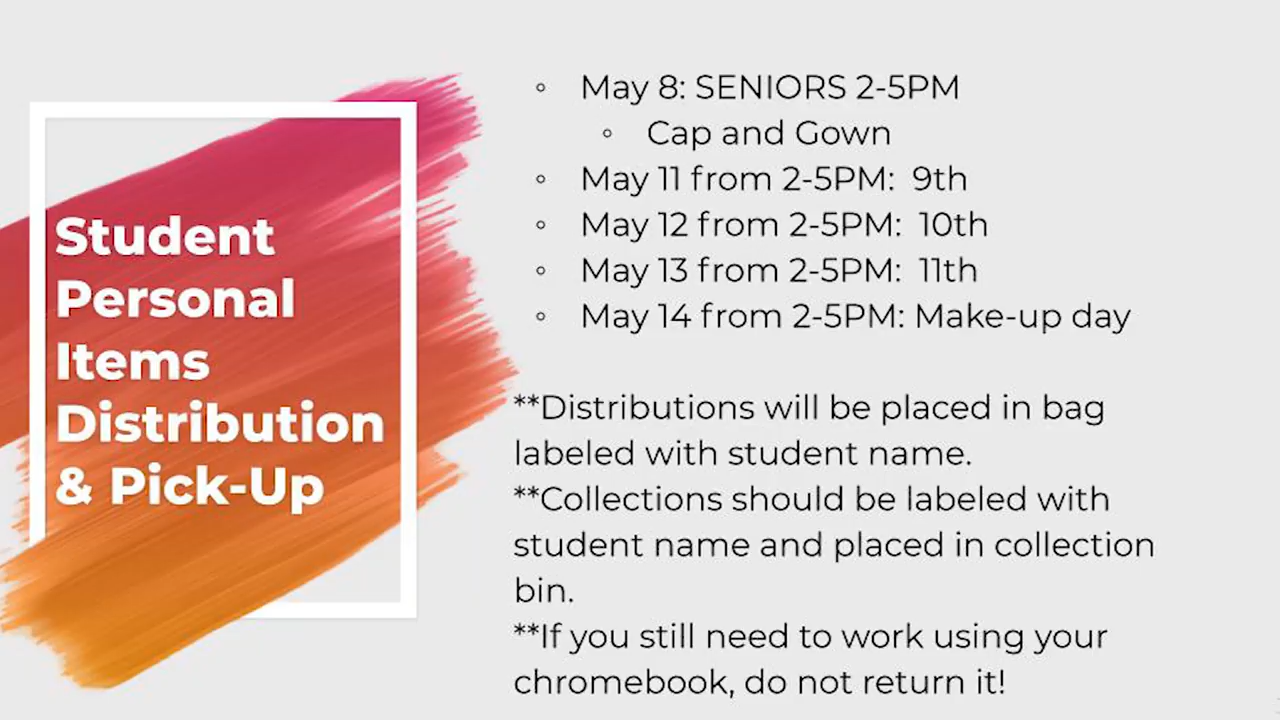 Student
Personal
Items
Distribution
& Pick-Up
◦ May 8: SENIORS 2-5PM
◦ Cap and Gown
◦ May 11 from 2-5PM:  9th
◦ May 12 from 2-5PM:  10th
◦ May 13 from 2-5PM:  11th
◦ May 14 from 2-5PM: Make-up day
**Distributions will be placed in bag
labeled with student name.
**Collections should be labeled with
student name and placed in collection
bin.
**If you still need to work using your
chromebook, do not return it!